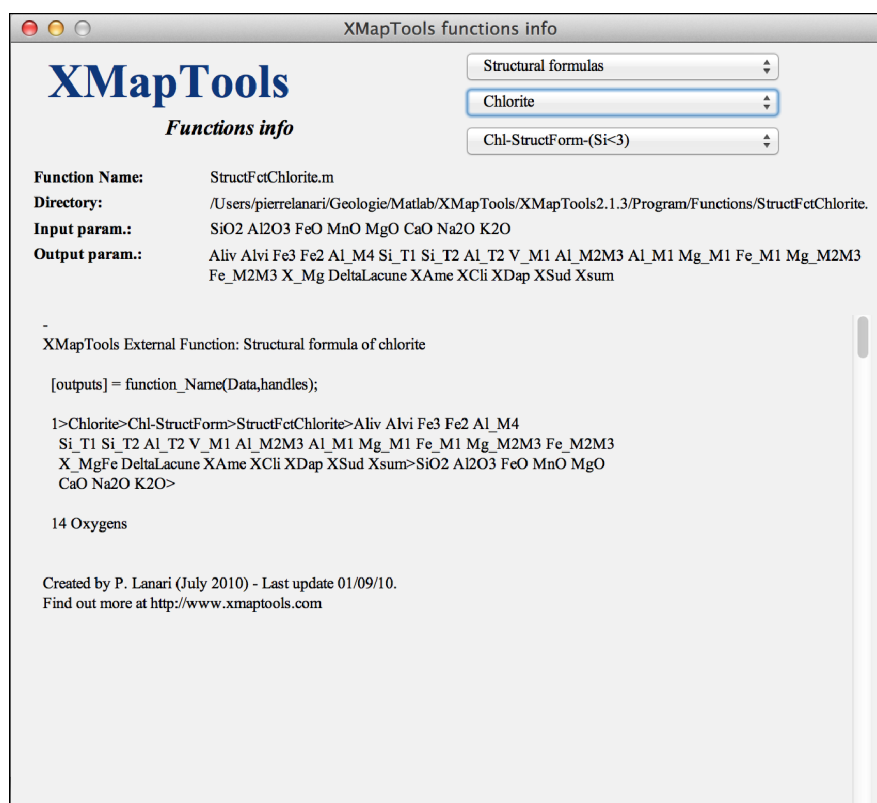 XMapTools functions info
XMapTools
Functions info
Structural formulas
Chlorite
Chl-StructForm-(Si<3)
Function Name: StructFctChlorite.m
Directory: /Users/pierrelanari/Geologie/Matlab/XMapTools/XMapTools2.1.3/Program/Functions/StructFctChlorite.
Input param.: SiO2 Al2O3 FeO MnO MgO CaO Na2O K2O
Output param.: Aliv Alvi Fe3 Fe2 Al_M4 Si_T1 Si_T2 Al_T2 V_M1 Al_M2M3 Al_M1 Mg_M1 Fe_M1 Mg_M2M3
Fe_M2M3 X_Mg DeltaLacune XAme XCli XDap XSud Xsum
-
XMapTools External Function: Structural formula of chlorite
[outputs] = function_Name(Data,handles);
1>Chlorite>Chl-StructForm>StructFctChlorite>Aliv Alvi Fe3 Fe2 Al_M4
Si_T1 Si_T2 Al_T2 V_M1 Al_M2M3 Al_M1 Mg_M1 Fe_M1 Mg_M2M3 Fe_M2M3
X_MgFe DeltaLacune XAme XCli XDap XSud Xsum>SiO2 Al2O3 FeO MnO MgO
CaO Na2O K2O>
14 Oxygens
Created by P. Lanari (July 2010) - Last update 01/09/10.
Find out more at http://www.xmaptools.com